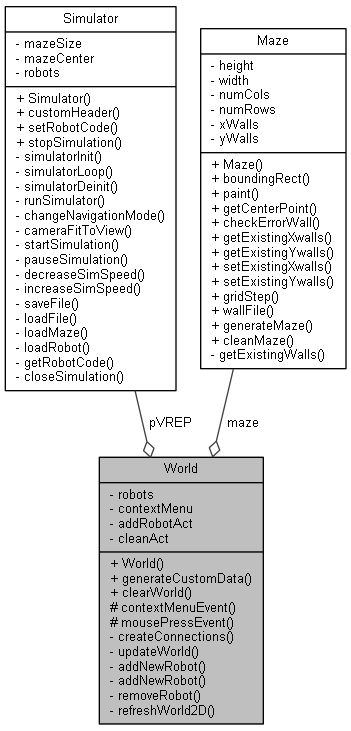 Simulator
- mazeSize
- mazeCenter
- robots
+ Simulator()
+ customHeader()
+ setRobotCode()
+ stopSimulation()
- simulatorInit()
- simulatorLoop()
- simulatorDeinit()
- runSimulator()
- changeNavigationMode()
- cameraFitToView()
- startSimulation()
- pauseSimulation()
- decreaseSimSpeed()
- increaseSimSpeed()
- saveFile()
- loadFile()
- loadMaze()
- loadRobot()
- getRobotCode()
- closeSimulation()
Maze
- height
- width
- numCols
- numRows
- xWalls
- yWalls
+ Maze()
+ boundingRect()
+ paint()
+ getCenterPoint()
+ checkErrorWall()
+ getExistingXwalls()
+ getExistingYwalls()
+ setExistingXwalls()
+ setExistingYwalls()
+ gridStep()
+ wallFile()
+ generateMaze()
+ cleanMaze()
- getExistingWalls()
pVREP
maze
World
- robots
- contextMenu
- addRobotAct
- cleanAct
+ World()
+ generateCustomData()
+ clearWorld()
# contextMenuEvent()
# mousePressEvent()
- createConnections()
- updateWorld()
- addNewRobot()
- addNewRobot()
- removeRobot()
- refreshWorld2D()